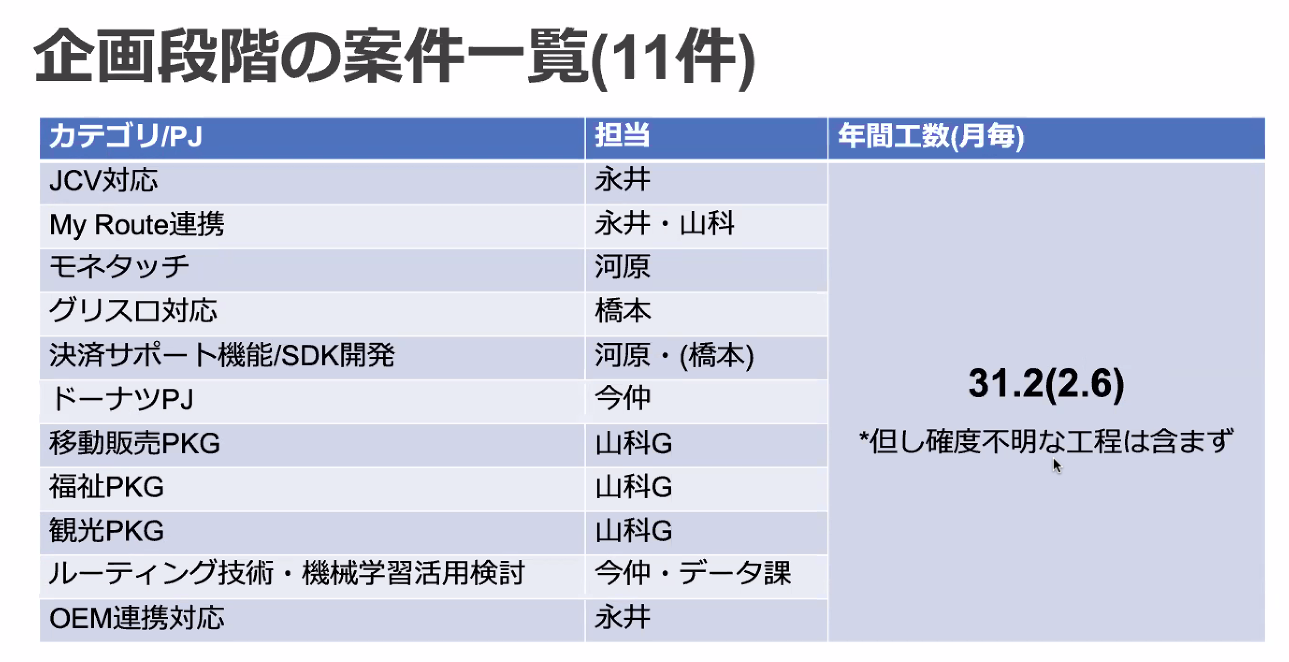 企画段階の案件一覧(11件)
カテゴリ/PJ 担当 年間工数(月毎)
JCV対応 永井
My Route連携 永井・山科
モネタッチ 河原
グリスロ対応 橋本
決済サポート機能/SDK開発 河原・(橋本)
ドーナツPJ 今仲
移動販売PKG 山科G
福祉PKG 山科G
観光PKG 山科G
ルーティング技術・機械学習活用検討 今仲・データ課
OEM連携対応 永井
31.2(2.6)
*但し確度不明な工程は含まず